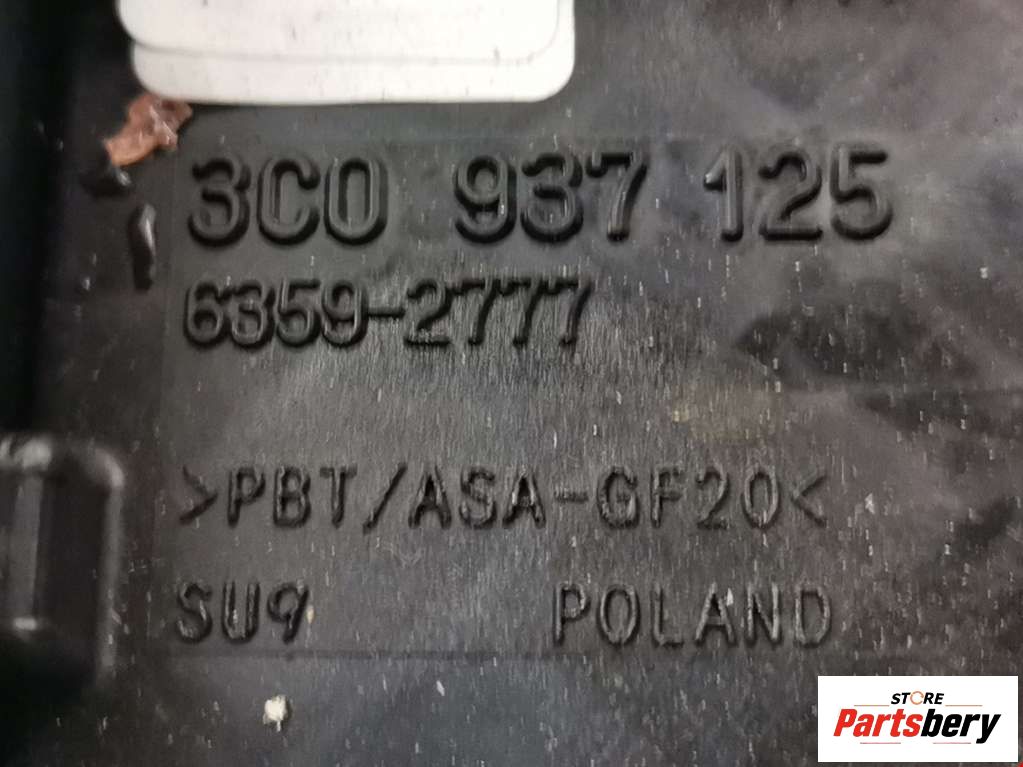 3C0 937 125
6359-2777
>PBT/ASA-GF20<
SU9 POLAND
STORE
Partsbery